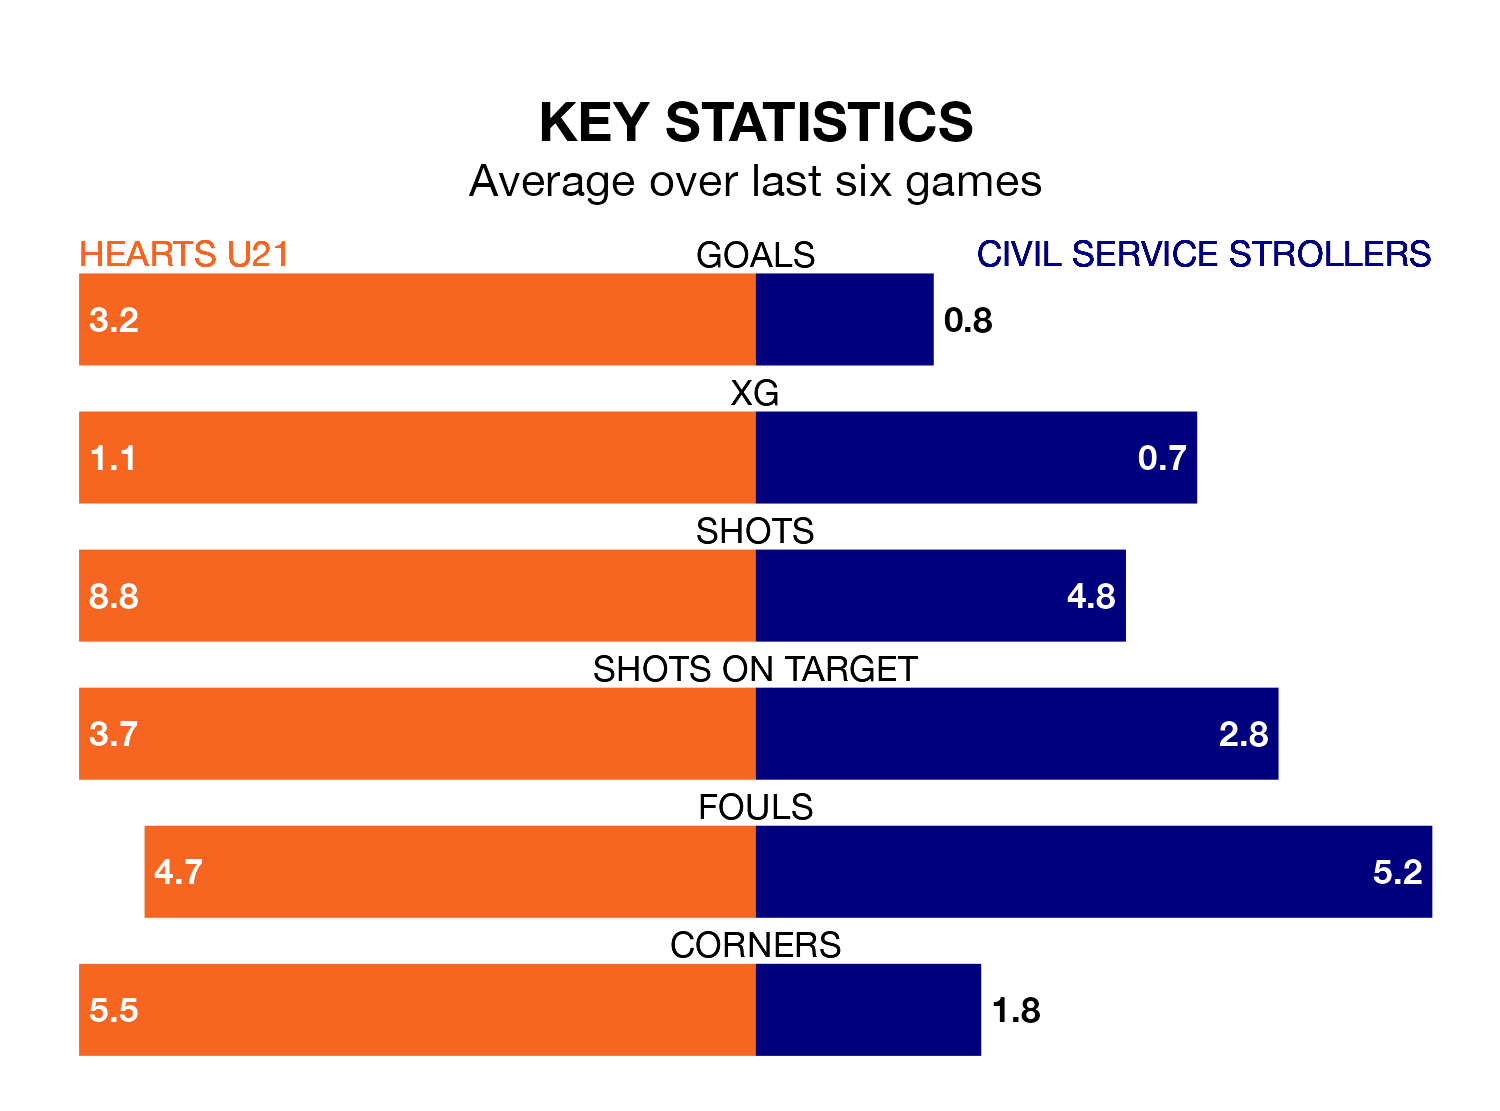 KEY STATISTICS
Average over last six games
HEARTS U21 GOALS CIVIL SERVICE STROLLERS
3.2 0.8
XG
1.1 0.7
SHOTS
8.8 4.8
SHOTS ON TARGET
3.7 2.8
FOULS
4.7 5.2
CORNERS
5.5 1.8